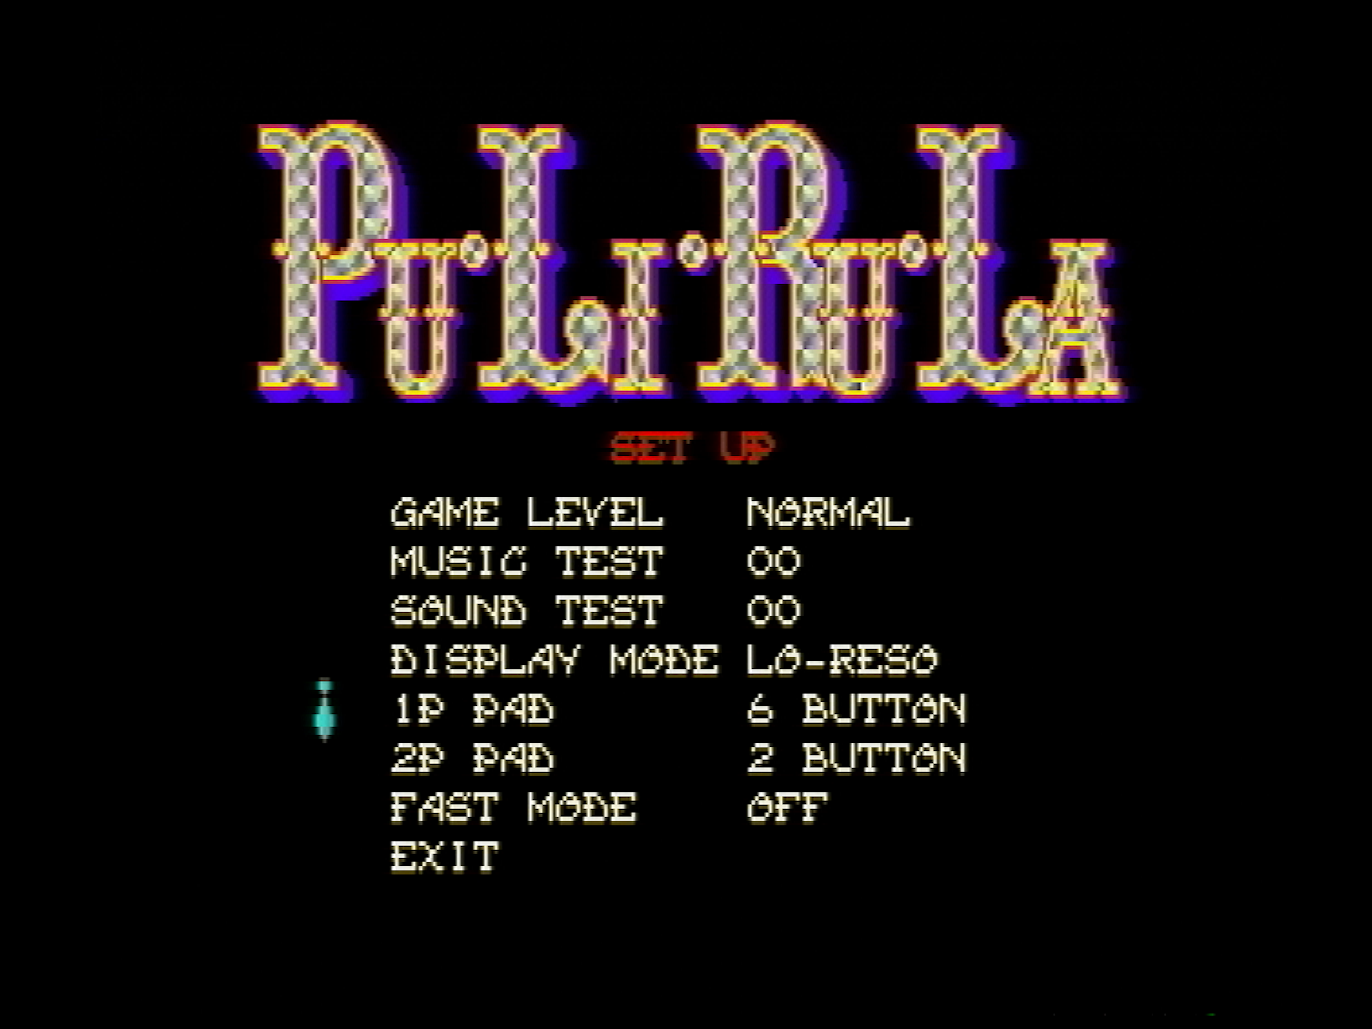 PULIRULA
SET UP
GAME LEVEL NORMAL
MUSIC TEST 00
SOUND TEST 00
DISPLAY MODE LO-RESO
1P PAD 6 BUTTON
2P PAD 2 BUTTON
FAST MODE OFF
EXIT